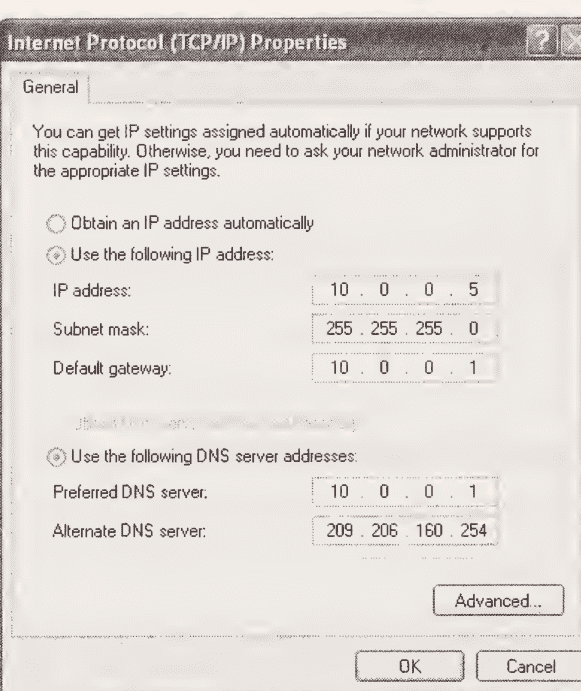 Internet Protocol (TCP/IP) Properties
General
You can get IP settings assigned automatically if your network supports
this capability. Otherwise, you need to ask your network administrator for
the appropriate IP settings.
Obtain an IP address automatically
Use the following IP address:
IP address: 10 . 0 . 0 . 5
Subnet mask: 255 . 255 . 255 . 0
Default gateway: 10 . 0 . 0 . 1
Use the following DNS server addresses:
Preferred DNS server: 10 . 0 . 0 . 1
Alternate DNS server: 209 . 206 . 160 . 254
Advanced...
OK Cancel